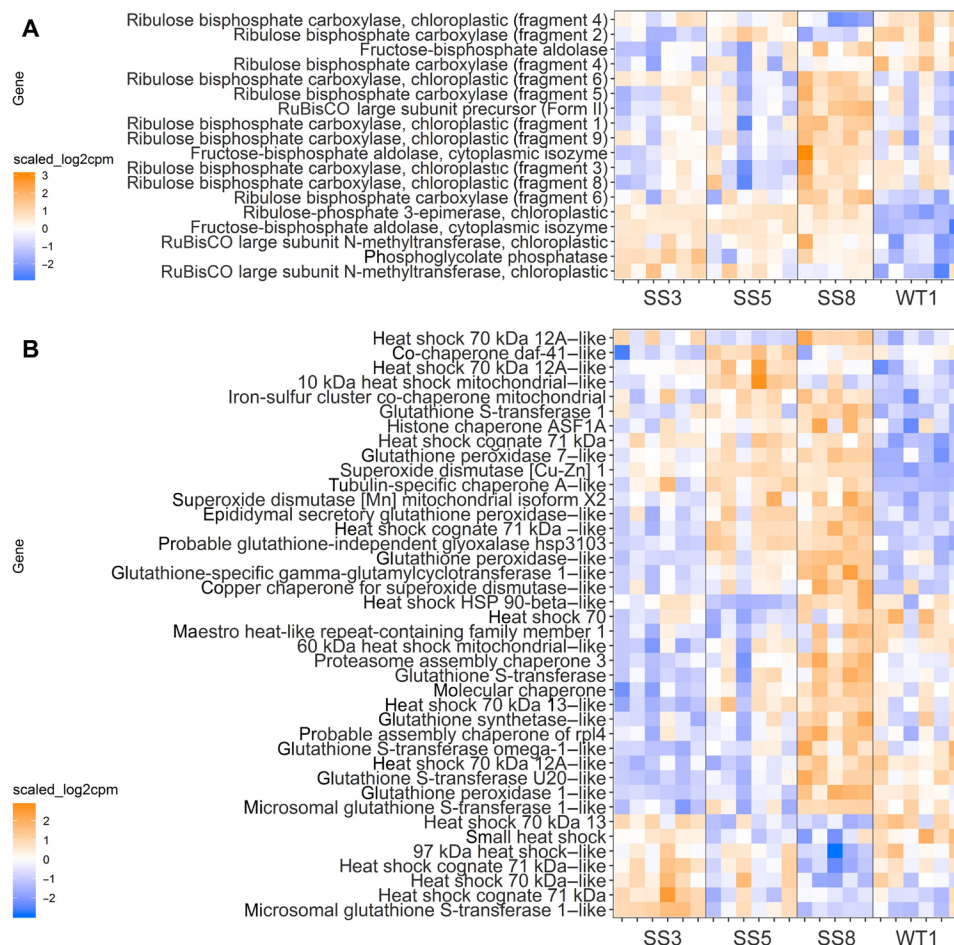 A
Ribulose bisphosphate carboxylase, chloroplastic (fragment 4)
Ribulose bisphosphate carboxylase (fragment 2)
Fructose-bisphosphate aldolase
Ribulose bisphosphate carboxylase (fragment 4)
Ribulose bisphosphate carboxylase, chloroplastic (fragment 6)
Ribulose bisphosphate carboxylase (fragment 5)
RuBisCO large subunit precursor (Form II)
Ribulose bisphosphate carboxylase, chloroplastic (fragment 1)
Ribulose bisphosphate carboxylase, chloroplastic (fragment 9)
Fructose-bisphosphate aldolase, cytoplasmic isozyme
Ribulose bisphosphate carboxylase, chloroplastic (fragment 3)
Ribulose bisphosphate carboxylase, chloroplastic (fragment 8)
Ribulose bisphosphate carboxylase (fragment 6)
Ribulose-phosphate 3-epimerase, chloroplastic
Fructose-bisphosphate aldolase, cytoplasmic isozyme
RuBisCO large subunit N-methyltransferase, chloroplastic
Phosphoglycolate phosphatase
RuBisCO large subunit N-methyltransferase, chloroplastic
Gene
scaled_log2cpm
3
2
1
0
−1
−2
SS3 SS5 SS8 WT1
B
Heat shock 70 kDa 12A−like
Co-chaperone daf-41−like
Heat shock 70 kDa 12A−like
10 kDa heat shock mitochondrial−like
Iron-sulfur cluster co-chaperone mitochondrial
Glutathione S-transferase 1
Histone chaperone ASF1A
Heat shock cognate 71 kDa
Glutathione peroxidase 7−like
Superoxide dismutase [Cu-Zn] 1
Tubulin-specific chaperone A−like
Superoxide dismutase [Mn] mitochondrial isoform X2
Epididymal secretory glutathione peroxidase−like
Heat shock cognate 71 kDa −like
Probable glutathione-independent glyoxalase hsp3103
Glutathione peroxidase−like
Glutathione-specific gamma-glutamylcyclotransferase 1−like
Copper chaperone for superoxide dismutase−like
Heat shock HSP 90-beta−like
Heat shock 70
Maestro heat-like repeat-containing family member 1
60 kDa heat shock mitochondrial−like
Proteasome assembly chaperone 3
Glutathione S-transferase
Molecular chaperone
Heat shock 70 kDa 13−like
Glutathione synthetase−like
Probable assembly chaperone of rpl4
Glutathione S-transferase omega-1−like
Heat shock 70 kDa 12A−like
Glutathione S-transferase U20−like
Glutathione peroxidase 1−like
Microsomal glutathione S-transferase 1−like
Heat shock 70 kDa 13
Small heat shock
97 kDa heat shock−like
Heat shock cognate 71 kDa−like
Heat shock 70 kDa−like
Heat shock cognate 71 kDa
Microsomal glutathione S-transferase 1−like
Gene
scaled_log2cpm
2
1
0
−1
−2
SS3 SS5 SS8 WT1